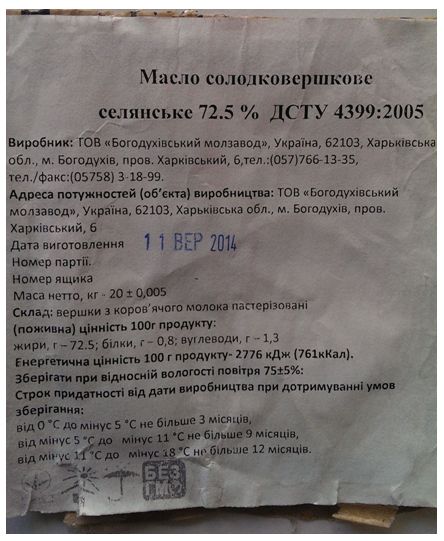 Масло солодковершкове
селянське 72.5 % ДСТУ 4399:2005
Виробник: ТОВ «Богодухівський молзавод», Україна, 62103, Харківська
обл., м. Богодухів, пров. Харківський, 6,тел.:(057)766-13-35,
тел./факс:(05758) 3-18-99.
Адреса потужностей (об’єкта) виробництва: ТОВ «Богодухівський
молзавод», Україна, 62103, Харківська обл., м. Богодухів, пров.
Харківський, 6
Дата виготовлення 11 ВЕР 2014
Номер партії.
Номер ящика
Маса нетто, кг - 20 ± 0,005
Склад: вершки з коров’ячого молока пастеризовані
(поживна) цінність 100г продукту:
жири, г – 72.5; білки, г – 0,8; вуглеводи, г – 1,3
Енергетична цінність 100 г продукту- 2776 кДж (761кКал).
Зберігати при відносній вологості повітря 75±5%:
Строк придатності від дати виробництва при дотримуванні умов
зберігання:
від 0 °С до мінус 5 °С не більше 3 місяців,
від мінус 5 °С до мінус 11 °С не більше 9 місяців,
від мінус 11 °С до мінус 18 °С не більше 12 місяців.
БЕЗ
ГМО